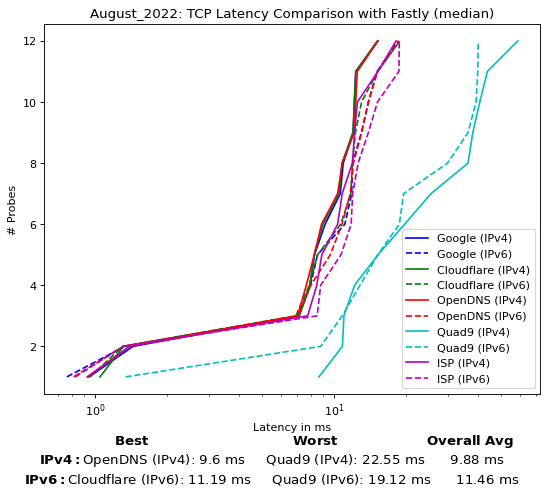 August_2022: TCP Latency Comparison with Fastly (median)
12
10
8
6
4
2
# Probes
Google (IPv4)
Google (IPv6)
Cloudflare (IPv4)
Cloudflare (IPv6)
OpenDNS (IPv4)
OpenDNS (IPv6)
Quad9 (IPv4)
Quad9 (IPv6)
ISP (IPv4)
ISP (IPv6)
10⁰ 10¹
Latency in ms
Best Worst Overall Avg
IPv4: OpenDNS (IPv4): 9.6 ms Quad9 (IPv4): 22.55 ms 9.88 ms
IPv6: Cloudflare (IPv6): 11.19 ms Quad9 (IPv6): 19.12 ms 11.46 ms